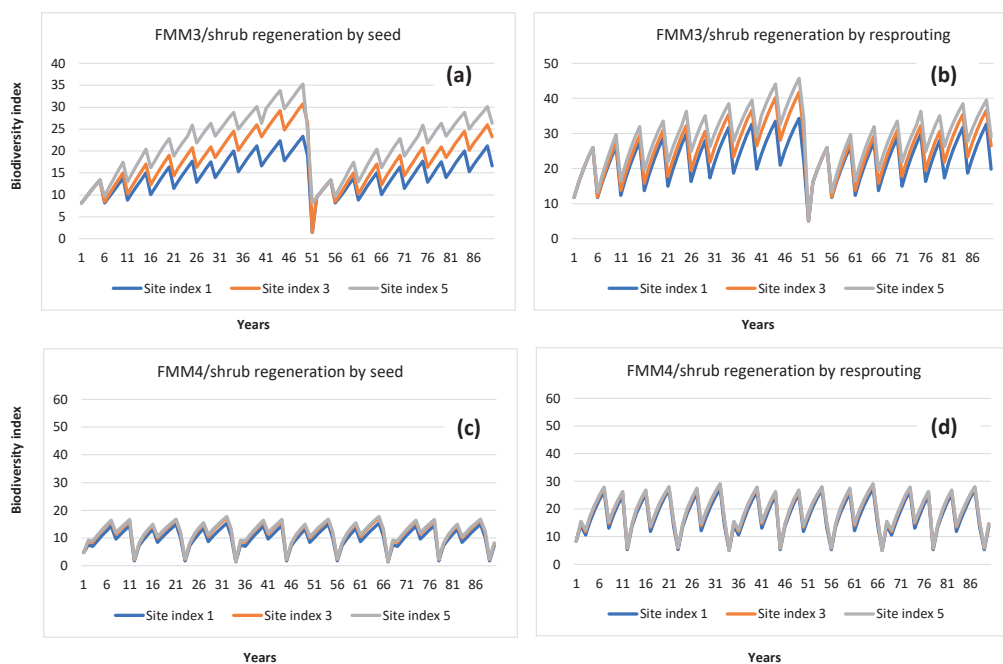 FMM3/shrub regeneration by seed
(a)
Biodiversity index
40
35
30
25
20
15
10
5
0
1 6 11 16 21 26 31 36 41 46 51 56 61 66 71 76 81 86
Site index 1 Site index 3 Site index 5
Years
FMM3/shrub regeneration by resprouting
(b)
50
40
30
20
10
0
1 6 11 16 21 26 31 36 41 46 51 56 61 66 71 76 81 86
Site index 1 Site index 3 Site index 5
Years
FMM4/shrub regeneration by seed
(c)
Biodiversity index
60
50
40
30
20
10
0
1 6 11 16 21 26 31 36 41 46 51 56 61 66 71 76 81 86
Site index 1 Site index 3 Site index 5
Years
FMM4/shrub regeneration by resprouting
(d)
60
50
40
30
20
10
0
1 6 11 16 21 26 31 36 41 46 51 56 61 66 71 76 81 86
Site index 1 Site index 3 Site index 5
Years